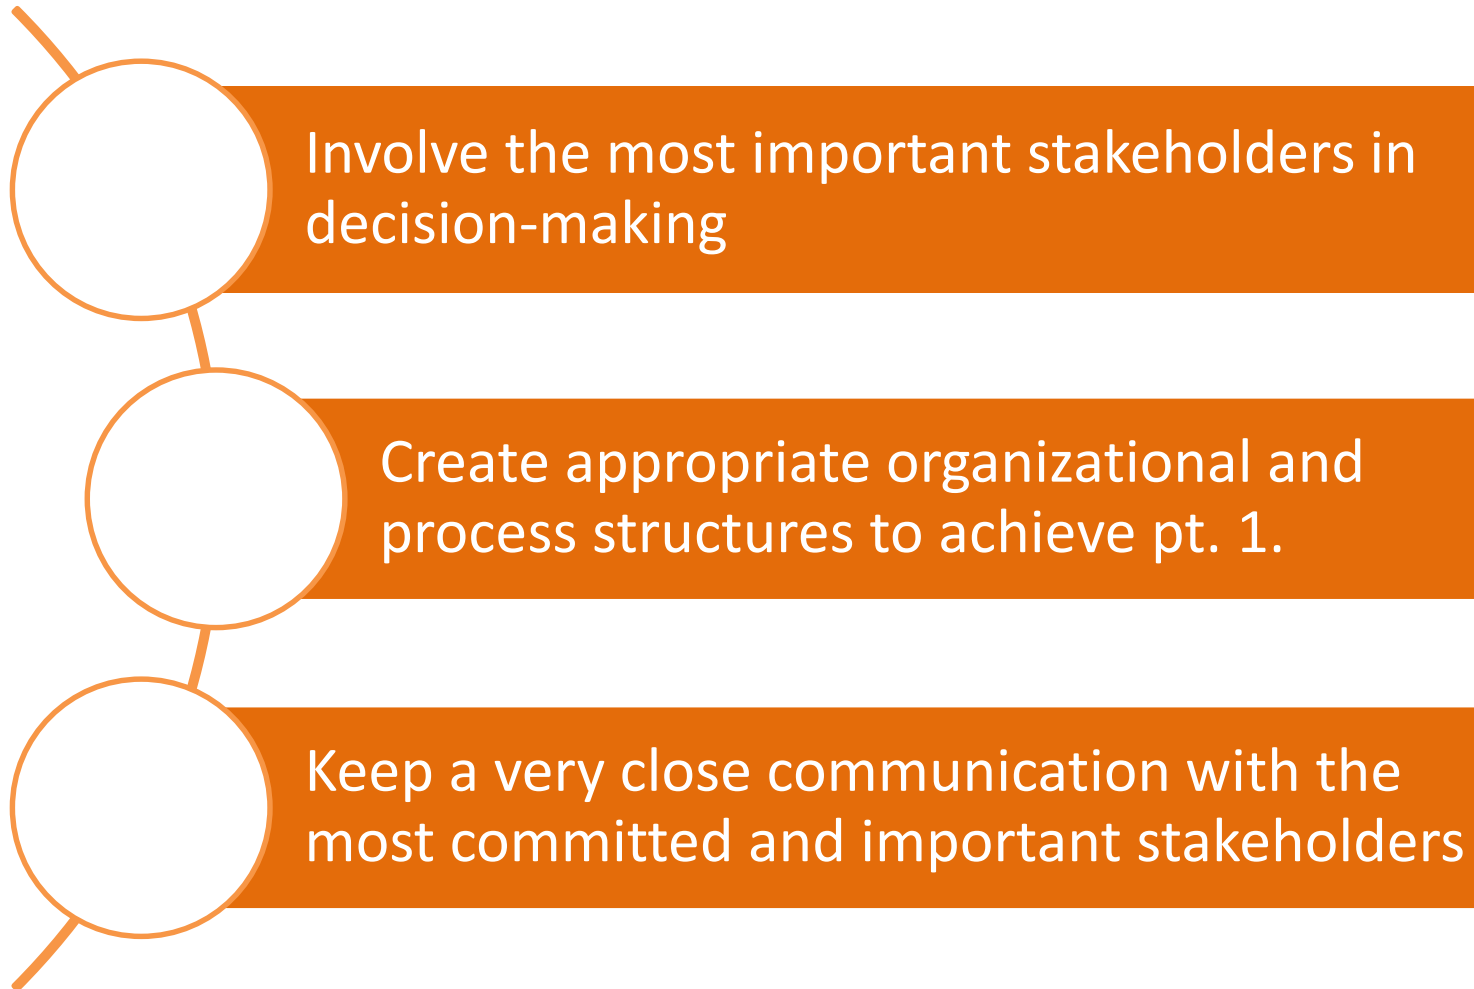 Involve the most important stakeholders in
decision-making
Create appropriate organizational and
process structures to achieve pt. 1.
Keep a very close communication with the
most committed and important stakeholders